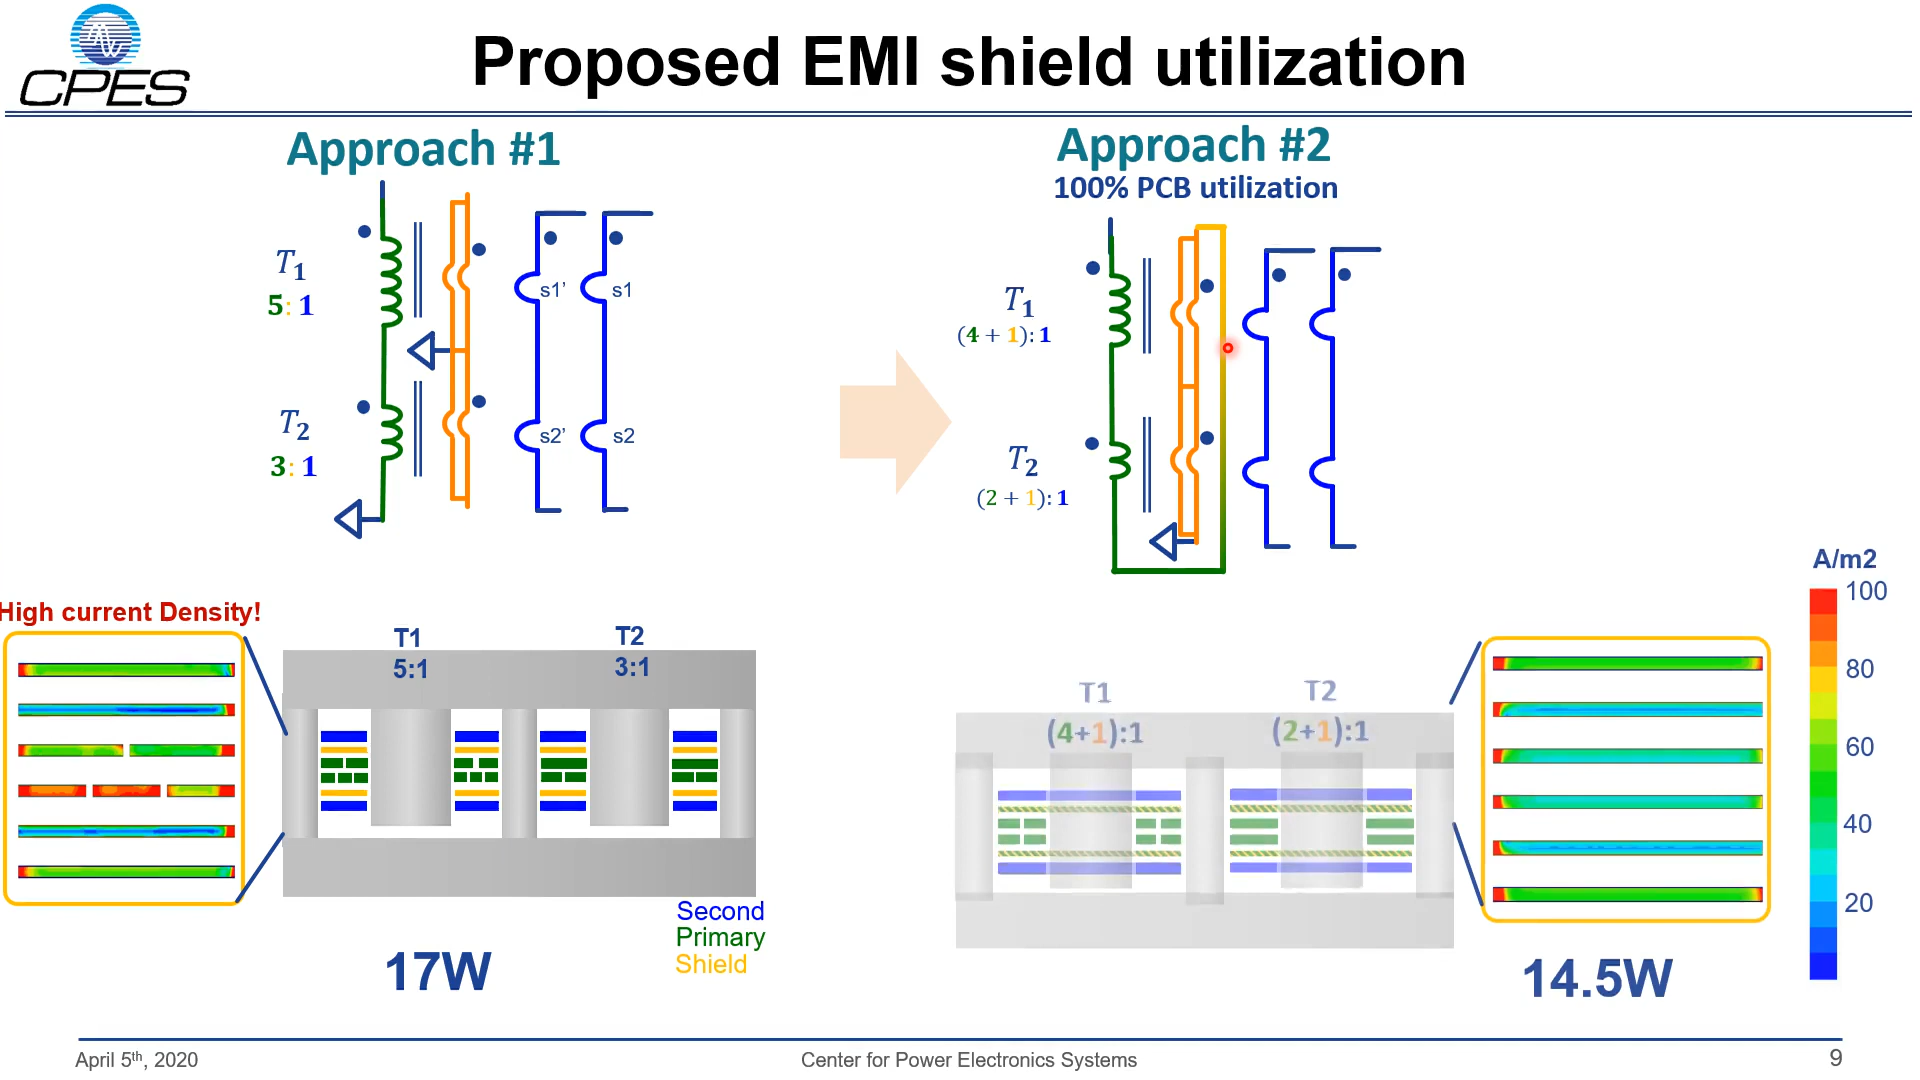 CPES
Proposed EMI shield utilization
Approach #1
T1
5: 1
T2
3: 1
s1’
s1
s2’
s2
Approach #2
100% PCB utilization
T1
(4 + 1): 1
T2
(2 + 1): 1
High current Density!
T1
5:1
T2
3:1
Second
Primary
Shield
17W
T1
(4+1):1
T2
(2+1):1
14.5W
A/m2
100
80
60
40
20
April 5th, 2020
Center for Power Electronics Systems
9